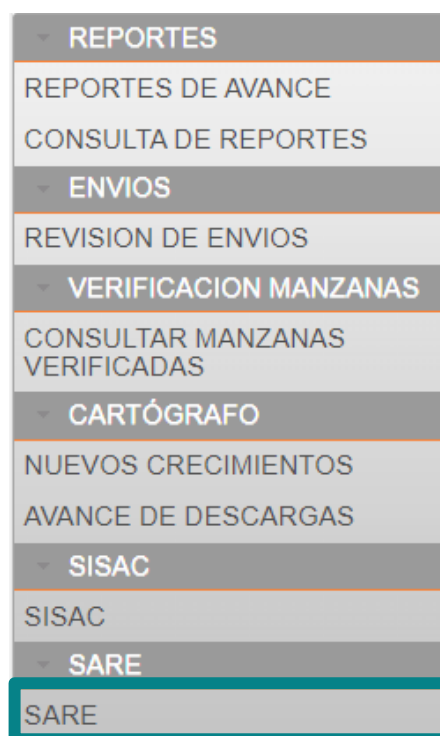 REPORTES
REPORTES DE AVANCE
CONSULTA DE REPORTES
ENVIOS
REVISION DE ENVIOS
VERIFICACION MANZANAS
CONSULTAR MANZANAS
VERIFICADAS
CARTÓGRAFO
NUEVOS CRECIMIENTOS
AVANCE DE DESCARGAS
SISAC
SISAC
SARE
SARE